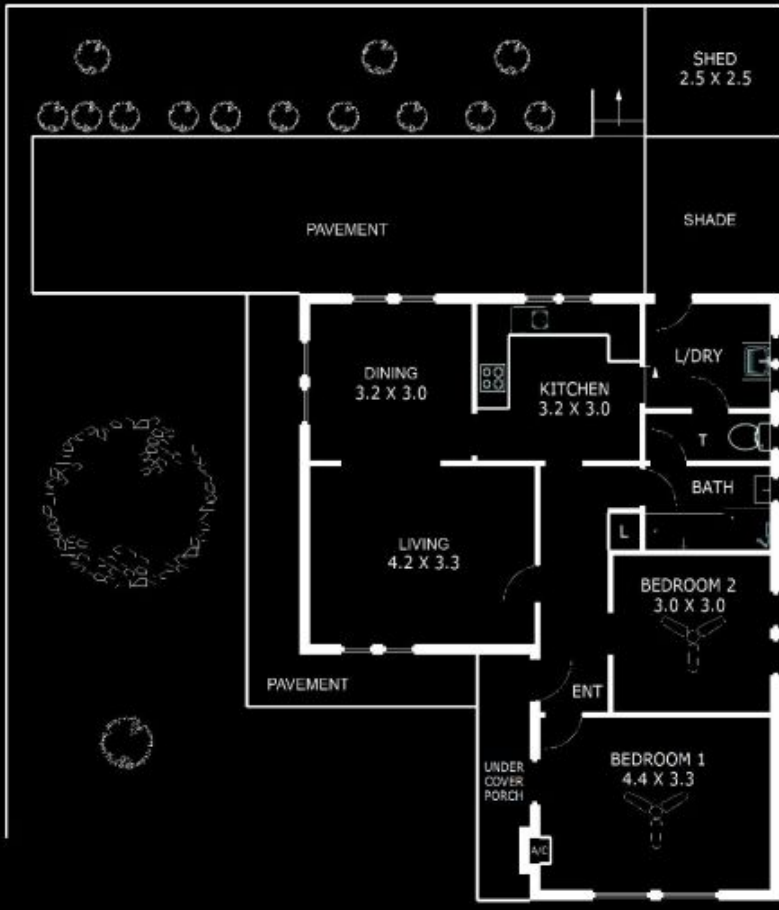 SHED
2.5 X 2.5
PAVEMENT
SHADE
DINING
3.2 X 3.0
KITCHEN
3.2 X 3.0
L/DRY
T
BATH
L
LIVING
4.2 X 3.3
BEDROOM 2
3.0 X 3.0
PAVEMENT
ENT
UNDER
COVER
PORCH
BEDROOM 1
4.4 X 3.3
A/C